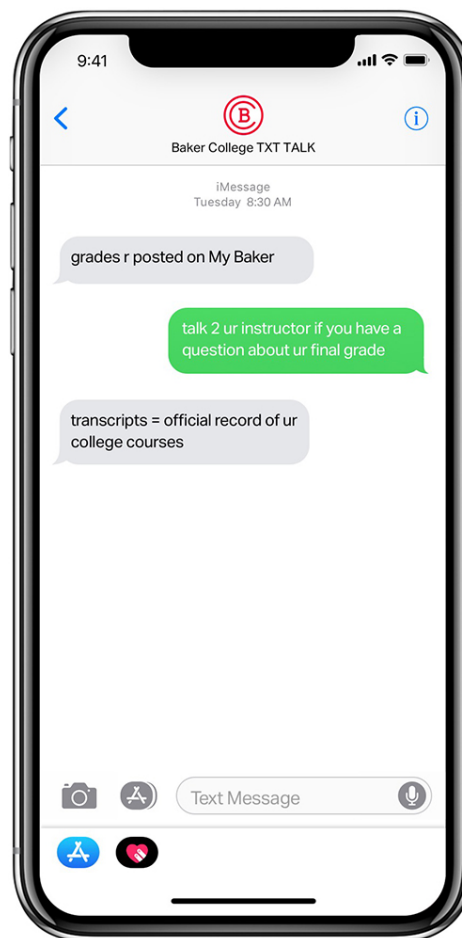 9:41
B
Baker College TXT TALK
iMessage
Tuesday 8:30 AM
grades r posted on My Baker
talk 2 ur instructor if you have a
question about ur final grade
transcripts = official record of ur
college courses
Text Message